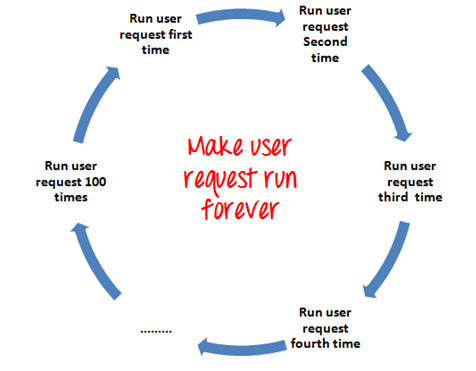 Run user
request first
time
Run user
request
Second
time
Run user
request
third time
Run user
request
fourth time
.........
Run user
request 100
times
Make user
request run
forever